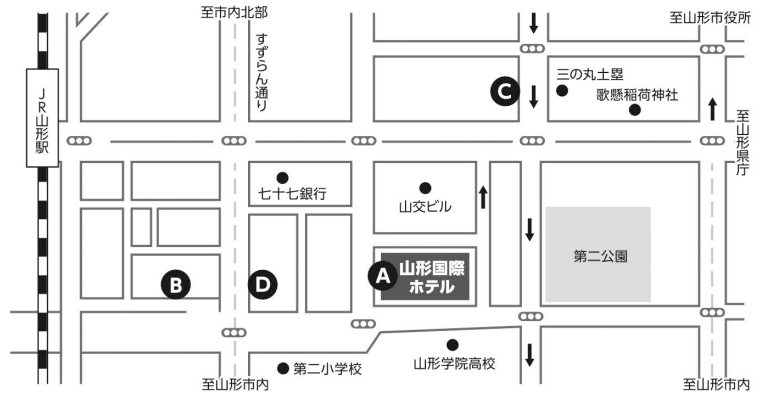 至市内北部
至山形市役所
すずらん通り
三の丸土塁
C
歌懸稲荷神社
JR山形駅
至山形県庁
七十七銀行
山交ビル
第二公園
A
山形国際
ホテル
B
D
第二小学校
山形学院高校
至山形市内
至山形市内